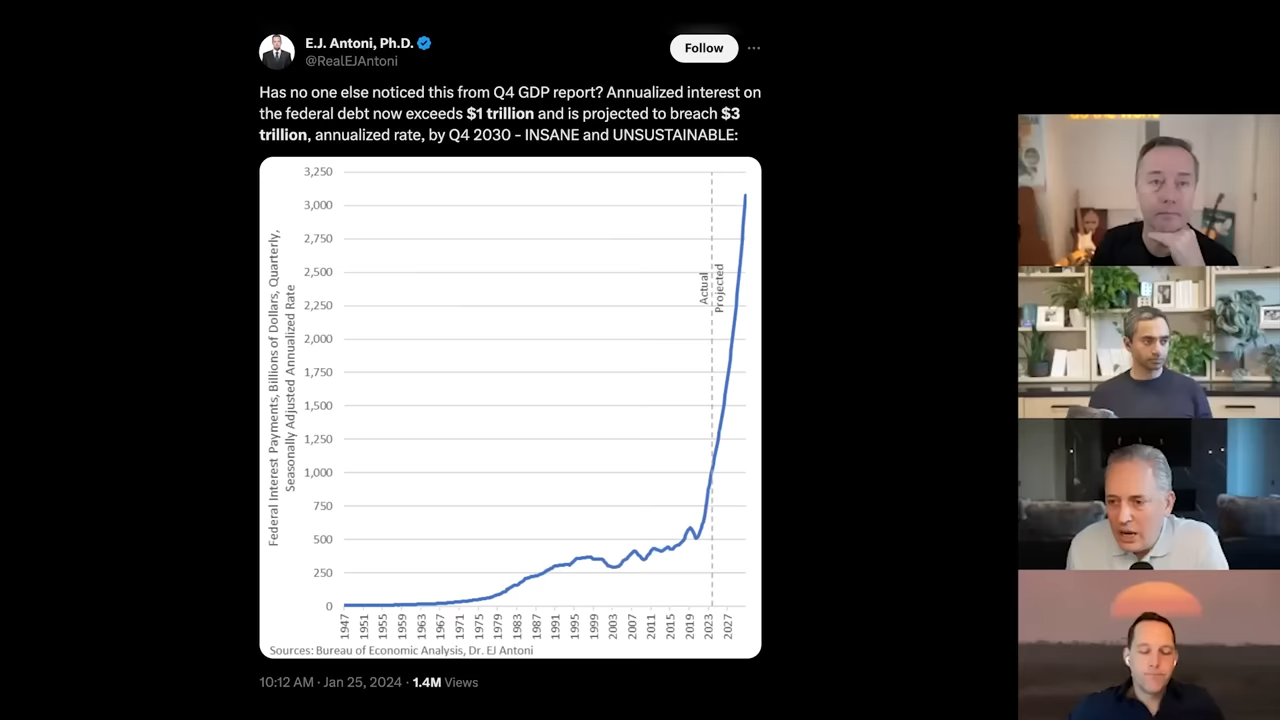 E.J. Antoni, Ph.D.
@RealEJAntoni
Follow
Has no one else noticed this from Q4 GDP report? Annualized interest on
the federal debt now exceeds $1 trillion and is projected to breach $3
trillion, annualized rate, by Q4 2030 - INSANE and UNSUSTAINABLE:
Federal Interest Payments, Billions of Dollars, Quarterly,
Seasonally Adjusted Annualized Rate
3,250
3,000
2,750
2,500
2,250
2,000
1,750
1,500
1,250
1,000
750
500
250
0
Actual
Projected
1947
1951
1955
1959
1963
1967
1971
1975
1979
1983
1987
1991
1995
1999
2003
2007
2011
2015
2019
2023
2027
Sources: Bureau of Economic Analysis, Dr. EJ Antoni
10:12 AM · Jan 25, 2024 · 1.4M Views